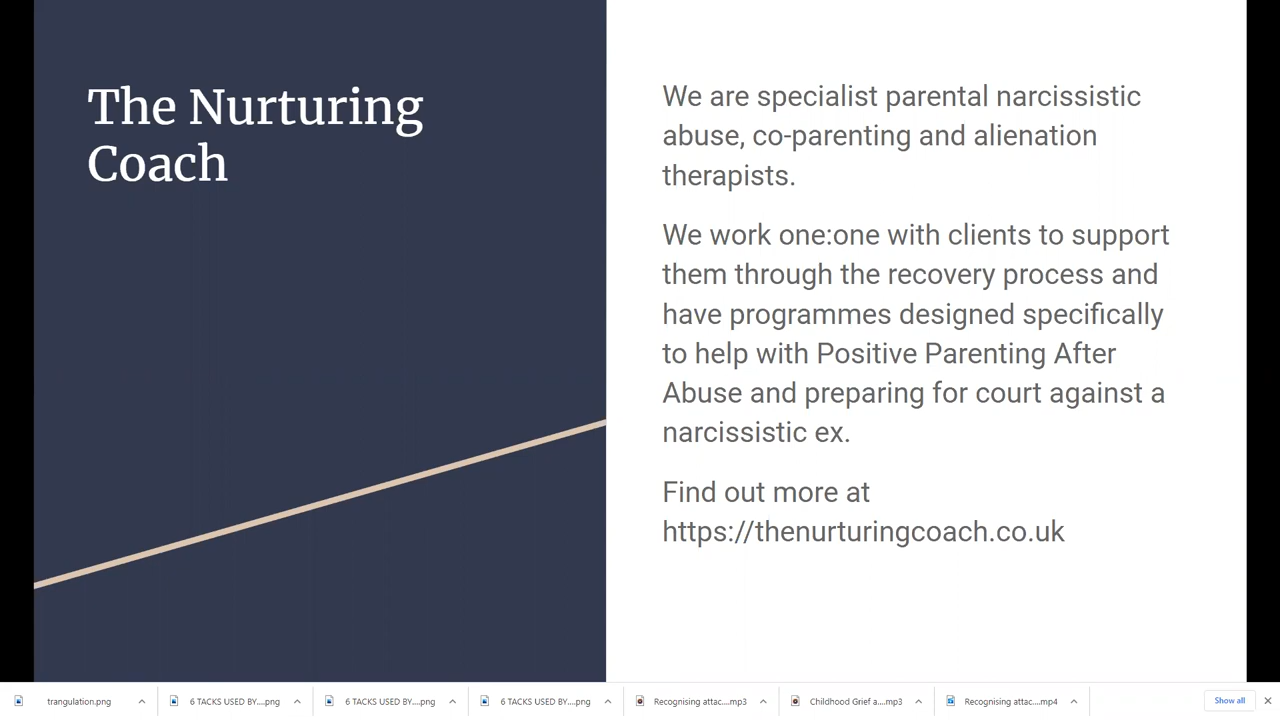 The Nurturing
Coach
We are specialist parental narcissistic
abuse, co-parenting and alienation
therapists.
We work one:one with clients to support
them through the recovery process and
have programmes designed specifically
to help with Positive Parenting After
Abuse and preparing for court against a
narcissistic ex.
Find out more at
https://thenurturingcoach.co.uk
trangulation.png
6 TACKS USED BY....png
6 TACKS USED BY....png
6 TACKS USED BY....png
Recognising attac...mp3
Childhood Grief a....mp3
Recognising attac...mp4
Show all